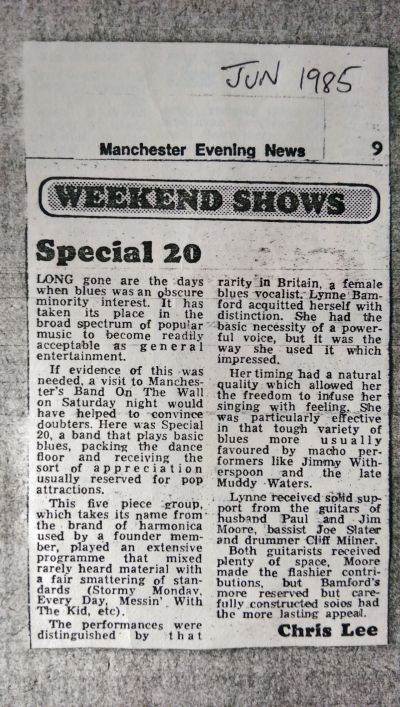 JUN 1985
Manchester Evening News 9
WEEKEND SHOWS
Special 20
LONG gone are the days
when blues was an obscure
minority interest. It has
taken its place in the
broad spectrum of popular
music to become readily
acceptable as general
entertainment.
If evidence of this was
needed, a visit to Manches-
ter's Band On The Wall
on Saturday night would
have helped to convince
doubters. Here was Special
20, a band that plays basic
blues, packing the dance
floor and receiving the
sort of appreciation
usually reserved for pop
attractions.
This five piece group,
which takes its name from
the brand of harmonica
used by a founder mem-
ber, played an extensive
programme that mixed
rarely heard material with
a fair smattering of stan-
dards (Stormy Monday,
Every Day, Messin' With
The Kid, etc).
The performances were
distinguished by that
rarity in Britain, a female
blues vocalist. Lynne Bam-
ford acquitted herself with
distinction. She had the
basic necessity of a power-
ful voice, but it was the
way she used it which
impressed.
Her timing had a natural
quality which allowed her
the freedom to infuse her
singing with feeling. She
was particularly effective
in that tough variety of
blues more usually
favoured by macho per-
formers like Jimmy With-
erspoon and the late
Muddy Waters.
Lynne received solid sup-
port from the guitars of
husband Paul and Jim
Moore, bassist Joe Slater
and drummer Cliff Milner.
Both guitarists received
plenty of space, Moore
made the flashier contri-
butions, but Bamford's
more reserved but care-
fully constructed solos had
the more lasting appeal.
Chris Lee